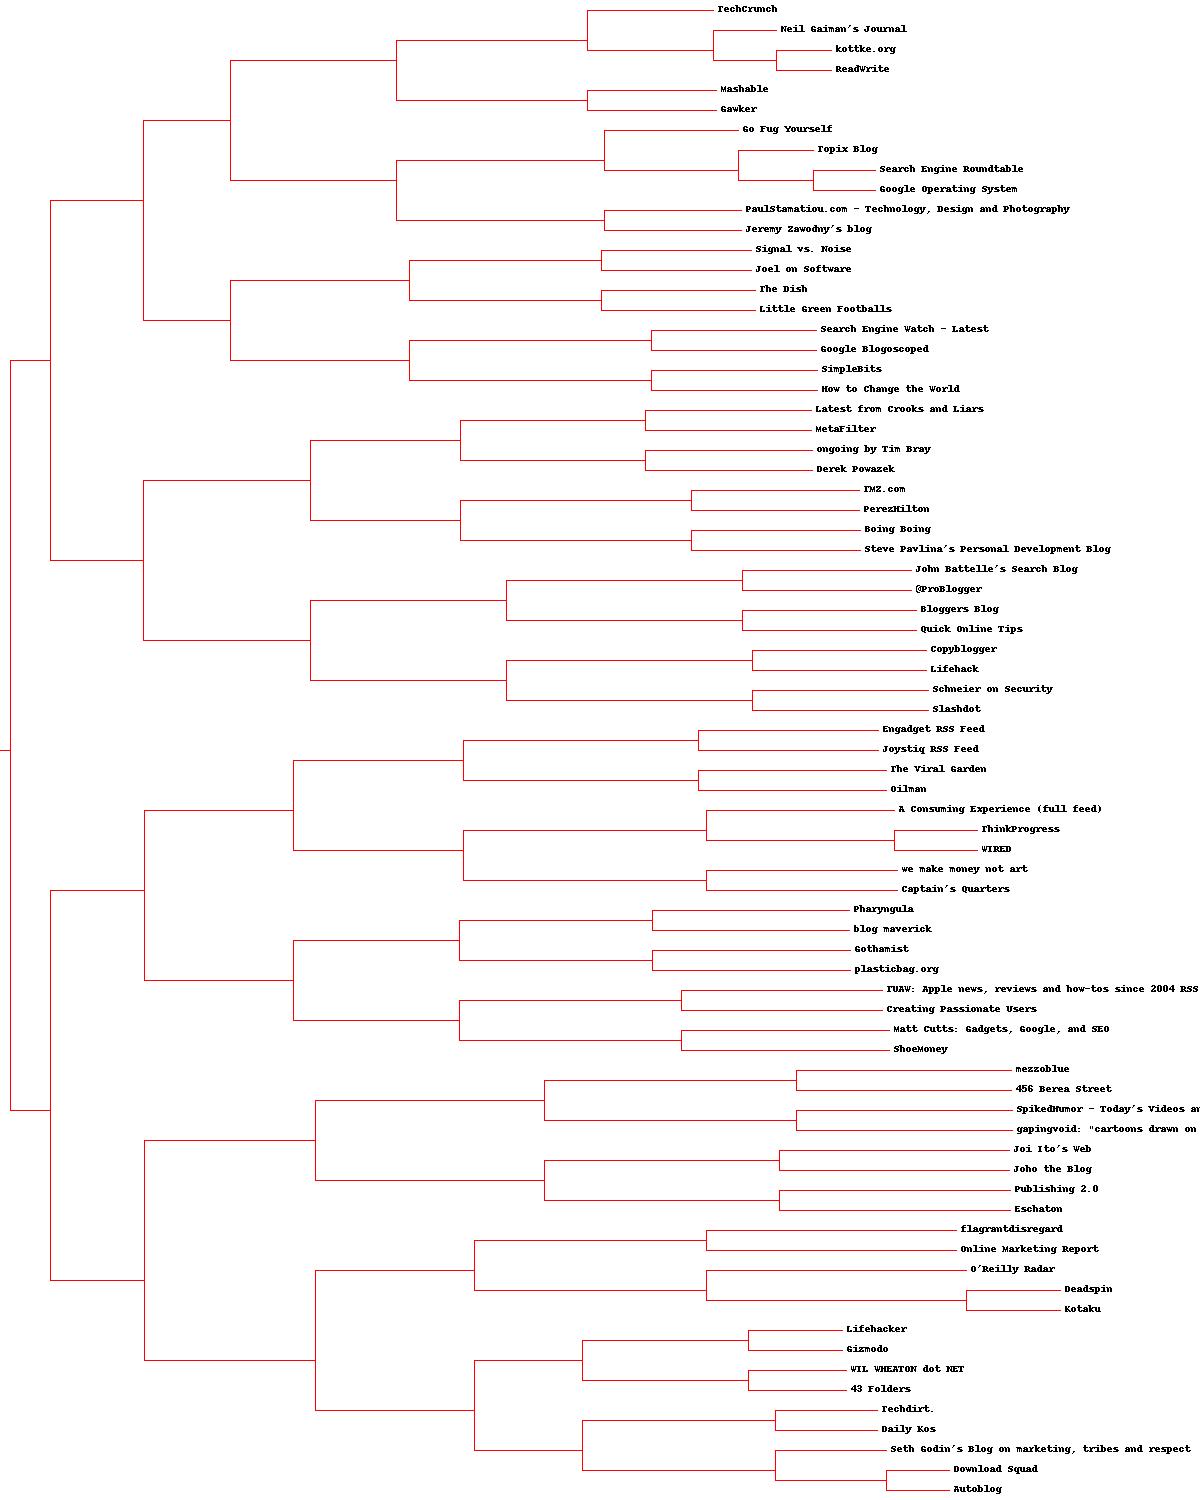 TechCrunch
Neil Gaiman's Journal
kottke.org
ReadWrite
Mashable
Gawker
Go Fug Yourself
Topix Blog
Search Engine Roundtable
Google Operating System
PaulStamatiou.com - Technology, Design and Photography
Jeremy Zawodny's blog
Signal vs. Noise
Joel on Software
The Dish
Little Green Footballs
Search Engine Watch - Latest
Google Blogoscoped
SimpleBits
How to Change the World
Latest from Crooks and Liars
MetaFilter
ongoing by Tim Bray
Derek Powazek
TMZ.com
PerezHilton
Boing Boing
Steve Pavlina's Personal Development Blog
John Battelle's Search Blog
@ProBlogger
Bloggers Blog
Quick Online Tips
Copyblogger
Lifehack
Schneier on Security
Slashdot
Engadget RSS Feed
Joystiq RSS Feed
The Viral Garden
Oilman
A Consuming Experience (full feed)
ThinkProgress
WIRED
we make money not art
Captain's Quarters
Pharyngula
blog maverick
Gothamist
plasticbag.org
TUAW: Apple news, reviews and how-tos since 2004 RSS
Creating Passionate Users
Matt Cutts: Gadgets, Google, and SEO
ShoeMoney
mezzoblue
456 Berea Street
SpikedHumor - Today's Videos an
gapingvoid: "cartoons drawn on
Joi Ito's Web
Joho the Blog
Publishing 2.0
Eschaton
flagrantdisregard
Online Marketing Report
O'Reilly Radar
Deadspin
Kotaku
Lifehacker
Gizmodo
WIL WHEATON dot NET
43 Folders
Techdirt.
Daily Kos
Seth Godin's Blog on marketing, tribes and respect
Download Squad
Autoblog